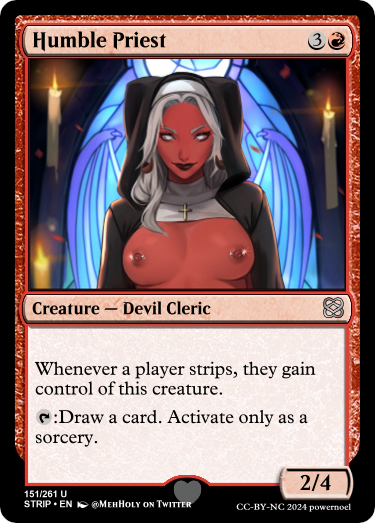 Humble Priest 3
Creature — Devil Cleric
Whenever a player strips, they gain
control of this creature.
:Draw a card. Activate only as a
sorcery.
2/4
151/261 U
STRIP • EN @MehHoly on Twitter
CC-BY-NC 2024 powernoel